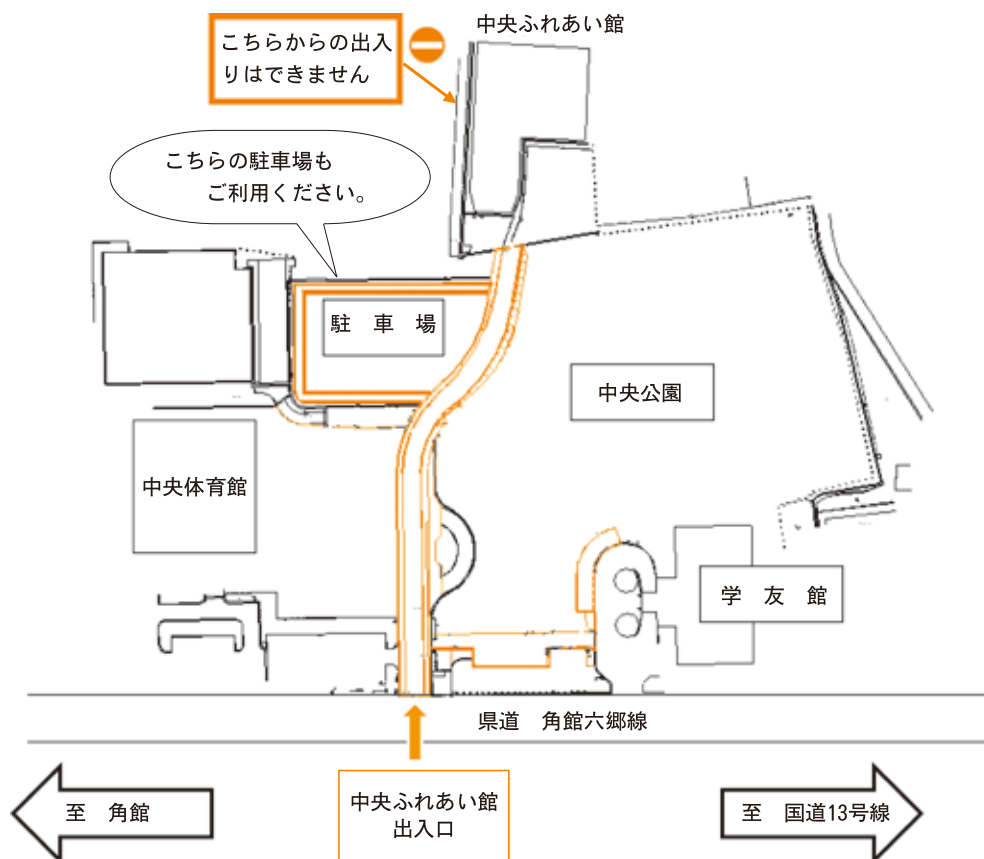 中央ふれあい館
こちらからの出入
りはできません
こちらの駐車場も
ご利用ください。
駐 車 場
中央公園
中央体育館
学 友 館
県道 角館六郷線
至 角館
中央ふれあい館
出入口
至 国道13号線